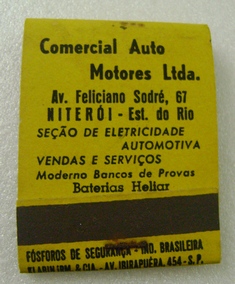 Comercial Auto
Motores Ltda.
Av. Feliciano Sodré, 67
NITERÓI - Est. do Rio
SEÇÃO DE ELETRICIDADE
AUTOMOTIVA
VENDAS E SERVIÇOS
Moderno Bancos de Provas
Baterias Heliar
FÓSFOROS DE SEGURANÇA - IND. BRASILEIRA
& CIA. - AV. IBIRAPUÉRA, 454 - S. P.